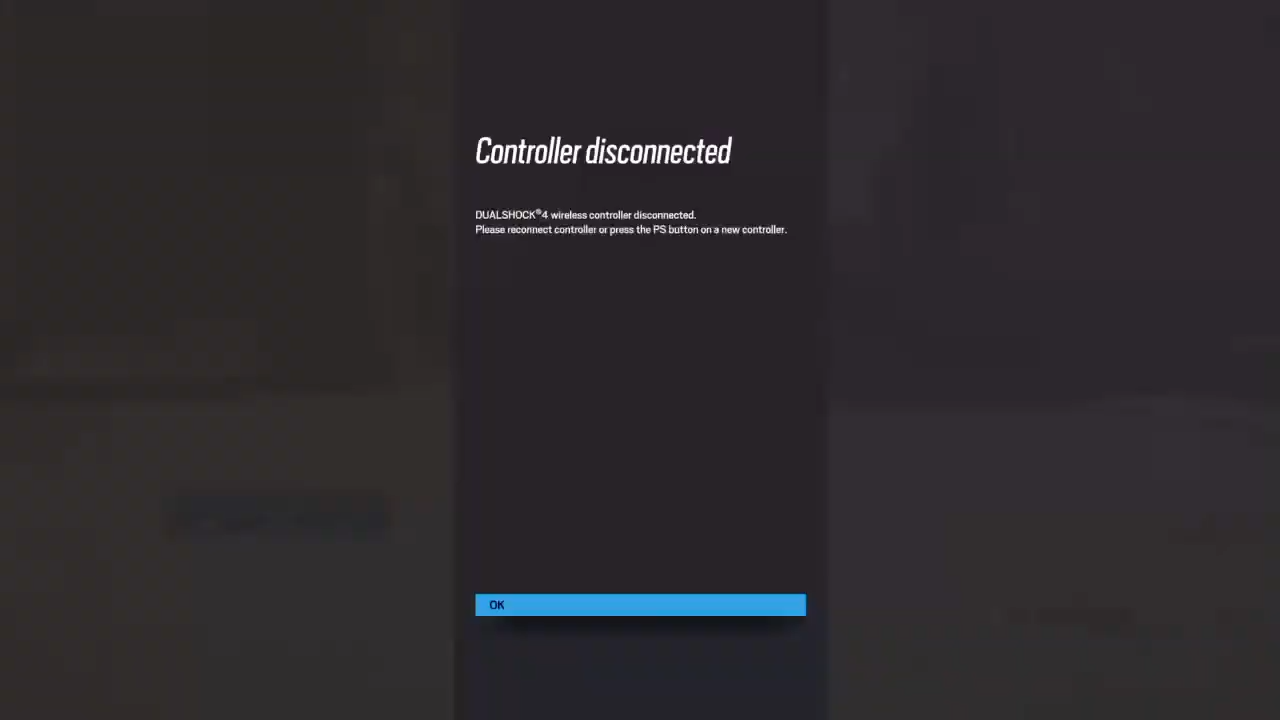 Controller disconnected
DUALSHOCK®4 wireless controller disconnected.
Please reconnect controller or press the PS button on a new controller.
OK